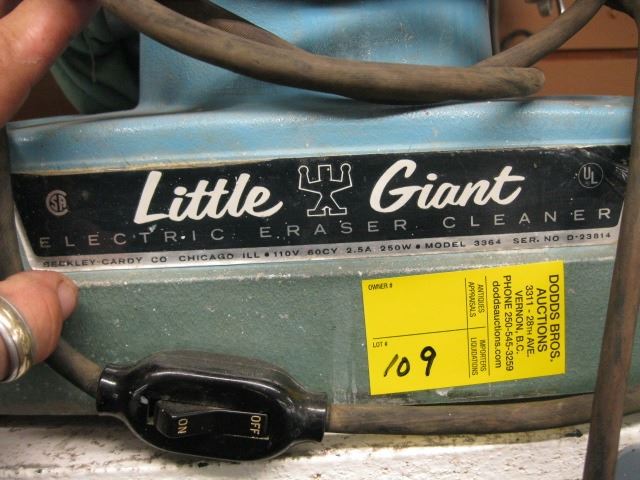 Little Giant
ELECTRIC ERASER CLEANER
BECKLEY-CARDY CO CHICAGO ILL • 110V 60CY 2.5A 250W • MODEL 3364 SER. NO D-23814
SA
UL
OWNER #
LOT #
109
ANTIQUES
APPRAISALS
IMPORTERS
LIQUIDATIONS
DODDS BROS.
AUCTIONS
3311 - 28TH AVE.
VERNON, B.C.
PHONE 250-545-3259
doddsauctions.com
ON
OFF